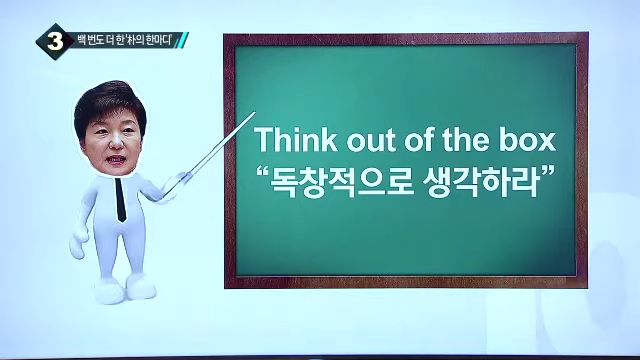 3 백 번도 더 한 '朴의 한마디'
Think out of the box
“독창적으로 생각하라”